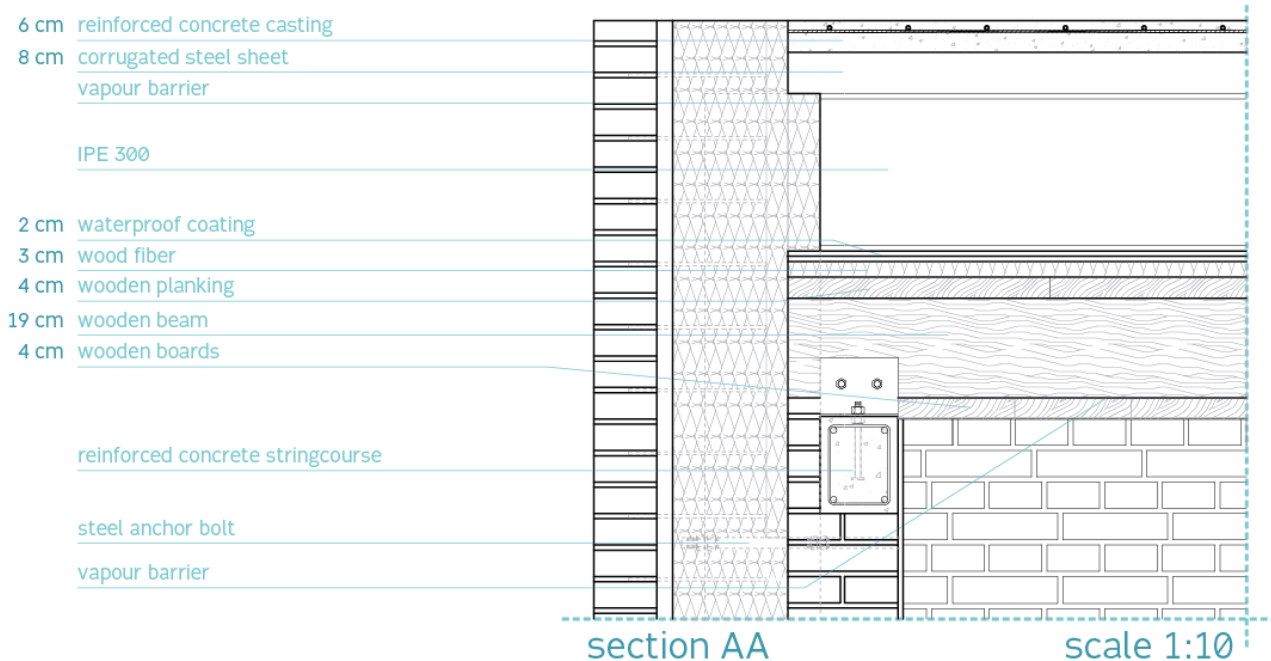 6 cm reinforced concrete casting
8 cm corrugated steel sheet
vapour barrier
IPE 300
2 cm waterproof coating
3 cm wood fiber
4 cm wooden planking
19 cm wooden beam
4 cm wooden boards
reinforced concrete stringcourse
steel anchor bolt
vapour barrier
section AA scale 1:10